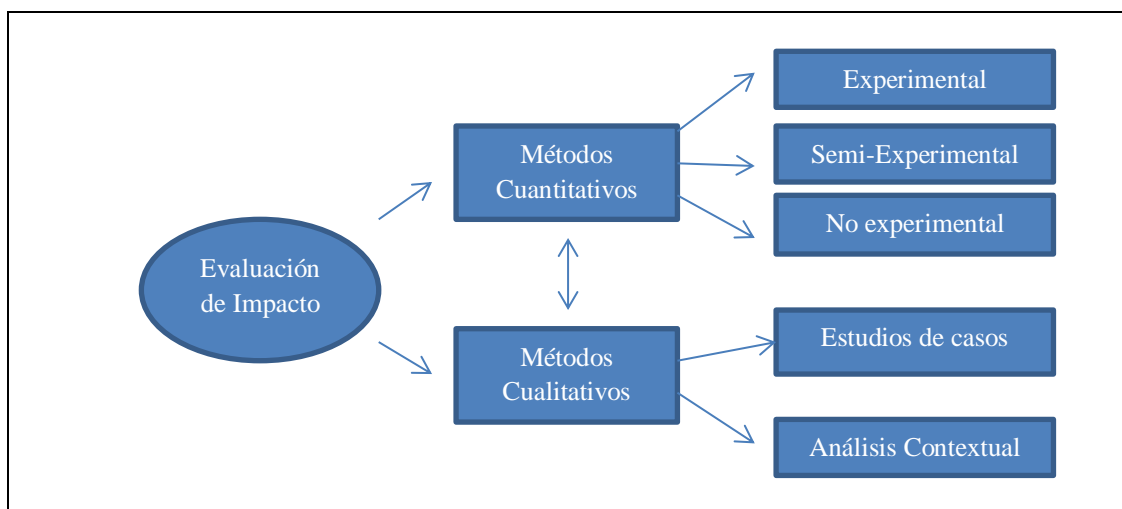 Evaluación
de Impacto
Métodos
Cuantitativos
Experimental
Semi-Experimental
No experimental
Métodos
Cualitativos
Estudios de casos
Análisis Contextual